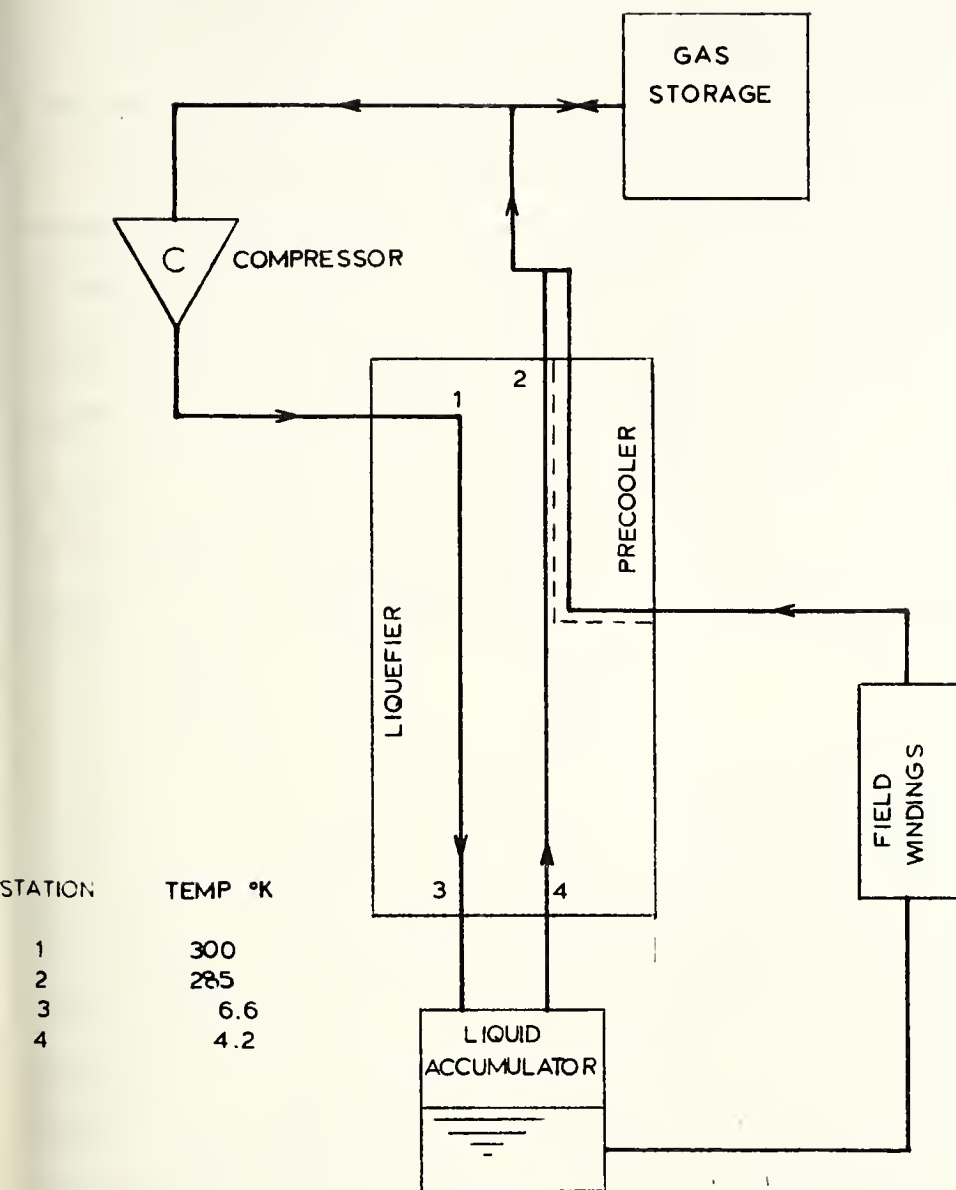 GAS
STORAGE
C
COMPRESSOR
2
1
PRECOOLER
LIQUEFIER
FIELD
WINDINGS
3
4
STATION TEMP °K
1 300
2 285
3 6.6
4 4.2
LIQUID
ACCUMULATOR